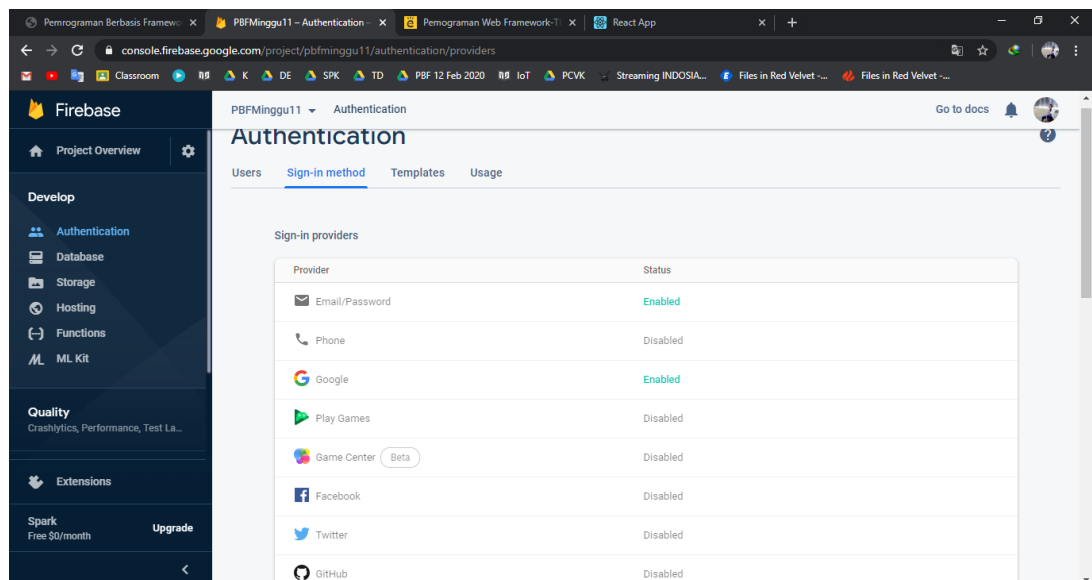 Pemrograman Berbasis Framewo
PBFMinggu11 – Authentication –
Pemograman Web Framework-T
React App
console.firebase.google.com/project/pbfminggu11/authentication/providers
Classroom
K
DE
SPK
TD
PBF 12 Feb 2020
IoT
PCVK
Streaming INDOSIA...
Files in Red Velvet -...
Files in Red Velvet -...
Firebase
PBFMinggu11
Authentication
Go to docs
Authentication
Project Overview
Users
Sign-in method
Templates
Usage
Develop
Authentication
Database
Storage
Hosting
Functions
ML Kit
Quality
Crashlytics, Performance, Test La...
Extensions
Spark
Free $0/month
Upgrade
Sign-in providers
Provider
Status
Email/Password
Enabled
Phone
Disabled
Google
Enabled
Play Games
Disabled
Game Center
Beta
Disabled
Facebook
Disabled
Twitter
Disabled
GitHub
Disabled